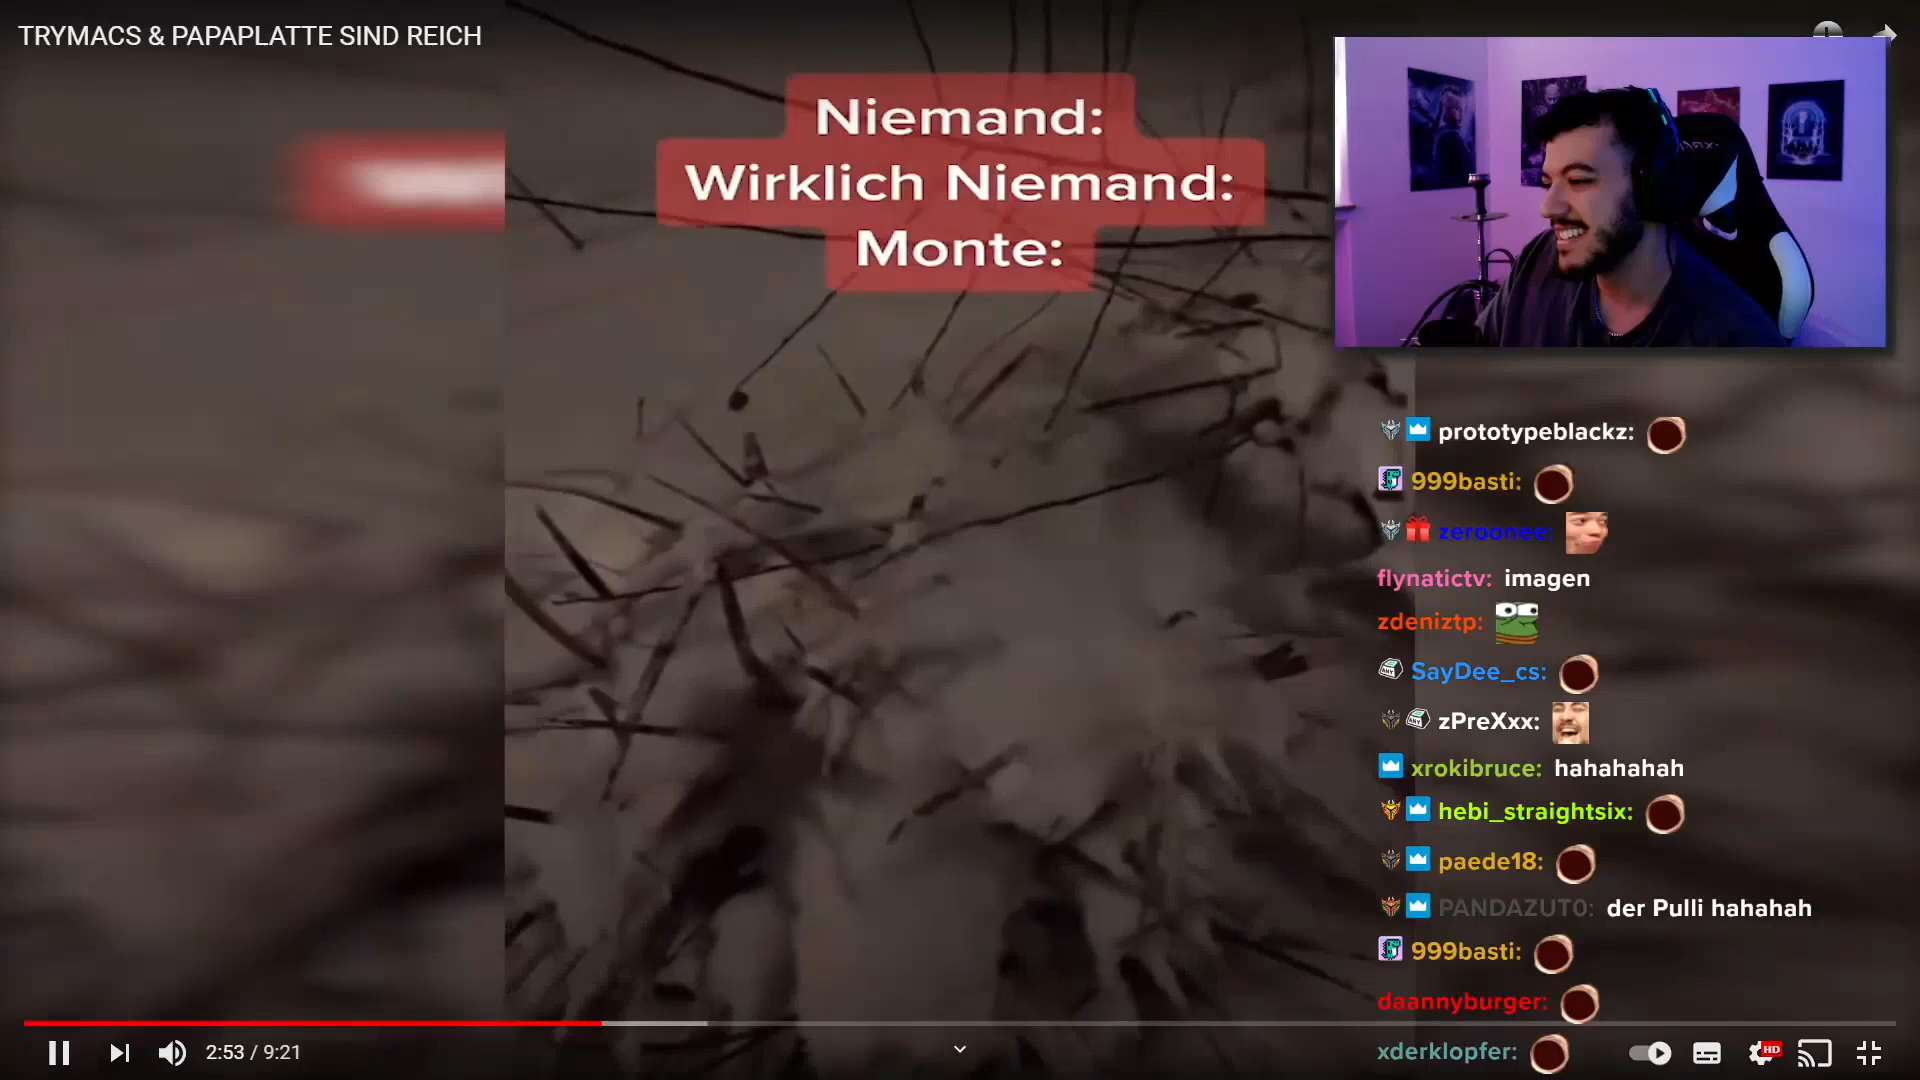 TRYMACS & PAPAPLATTE SIND REICH
Niemand:
Wirklich Niemand:
Monte:
prototypeblackz:
999basti:
zeroonee:
flynatictv: imagen
zdeniztp:
SayDee_cs:
zPreXxx:
xrokibruce: hahahahah
hebi_straightsix:
paede18:
PANDAZUT0: der Pulli hahahah
999basti:
daannyburger:
xderklopfer:
2:53 / 9:21
HD